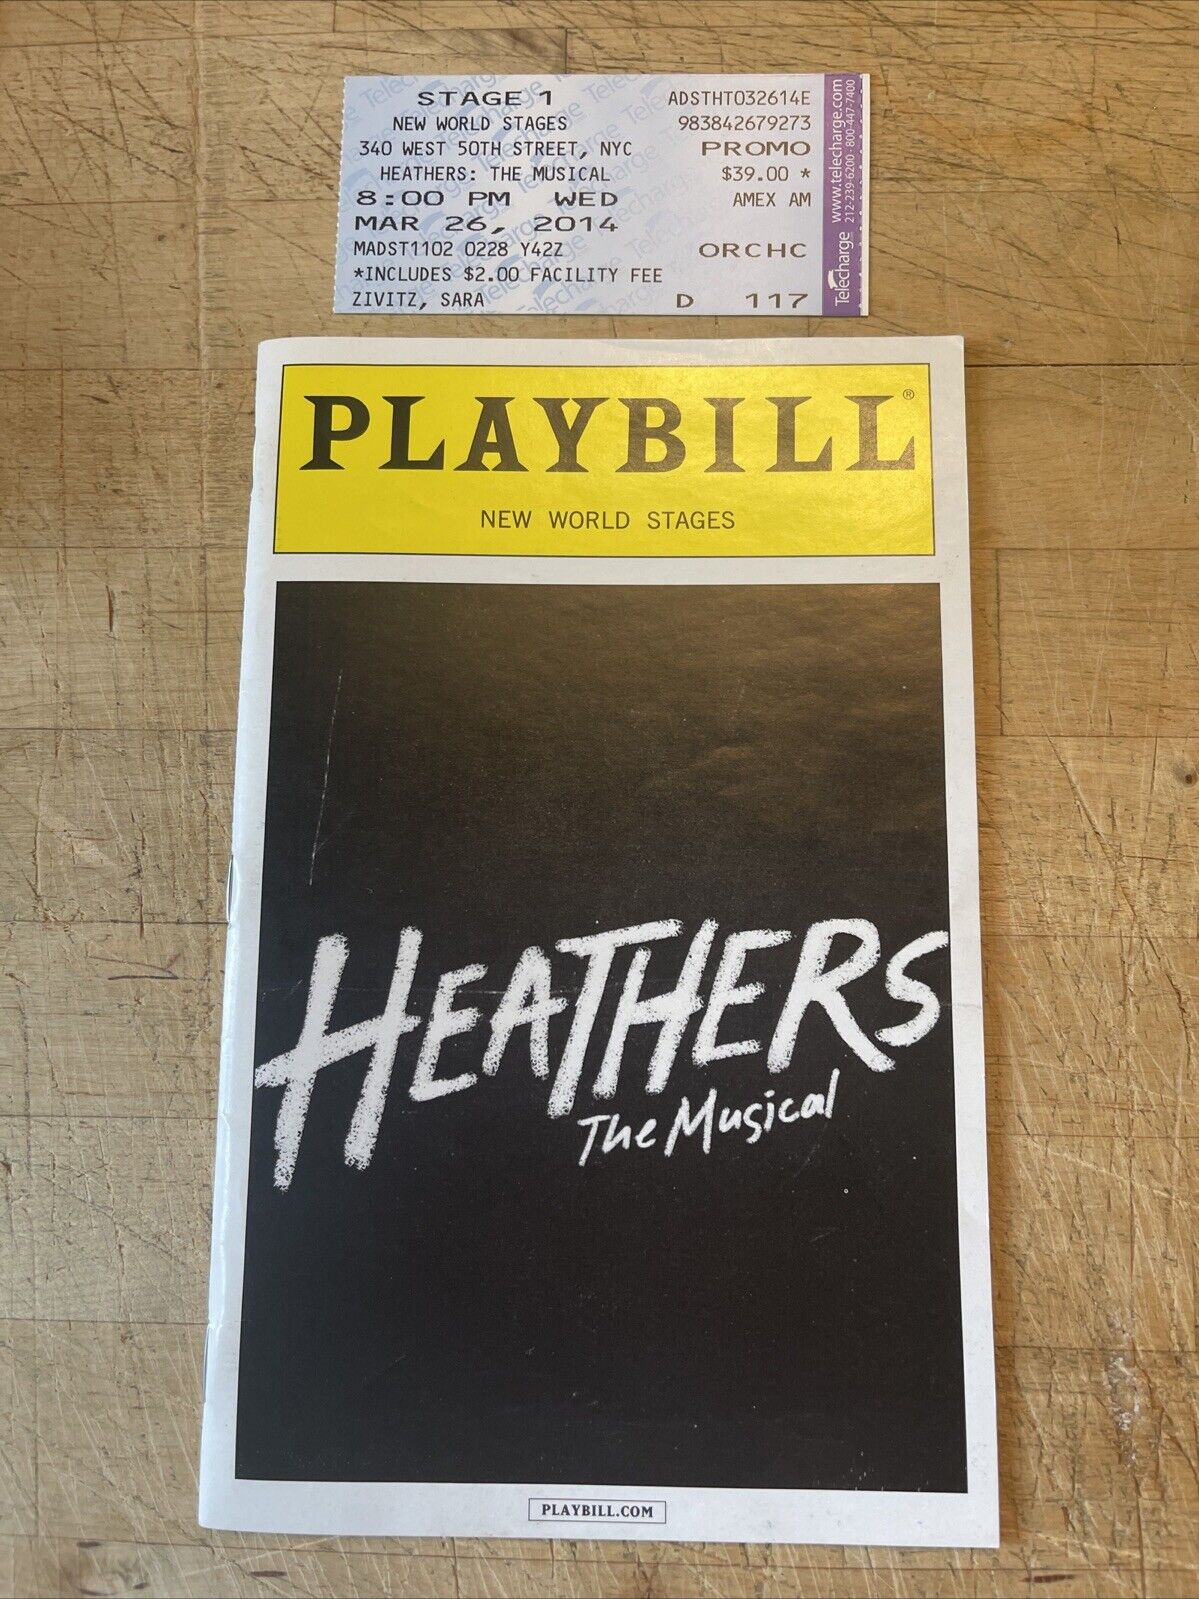 STAGE 1 ADSTHT032614E
NEW WORLD STAGES 983842679273
340 WEST 50TH STREET, NYC PROMO
HEATHERS: THE MUSICAL $39.00 *
8:00 PM WED AMEX AM
MAR 26, 2014
MADST1102 0228 Y42Z ORCHC
*INCLUDES $2.00 FACILITY FEE
ZIVITZ, SARA D 117
Telecharge www.telecharge.com
212-239-6200 · 800-447-7400
PLAYBILL®
NEW WORLD STAGES
HEATHERS
The Musical
PLAYBILL.COM